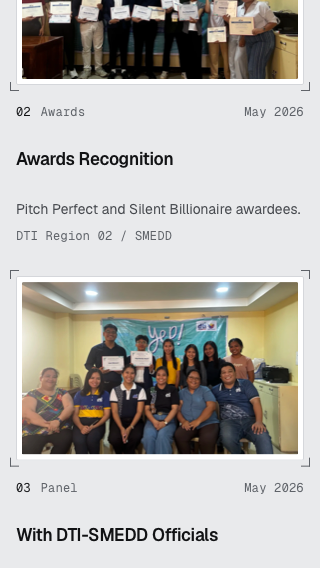 02 Awards
May 2026
Awards Recognition
Pitch Perfect and Silent Billionaire awardees.
DTI Region 02 / SMEDD
YED!
03 Panel
May 2026
With DTI-SMEDD Officials